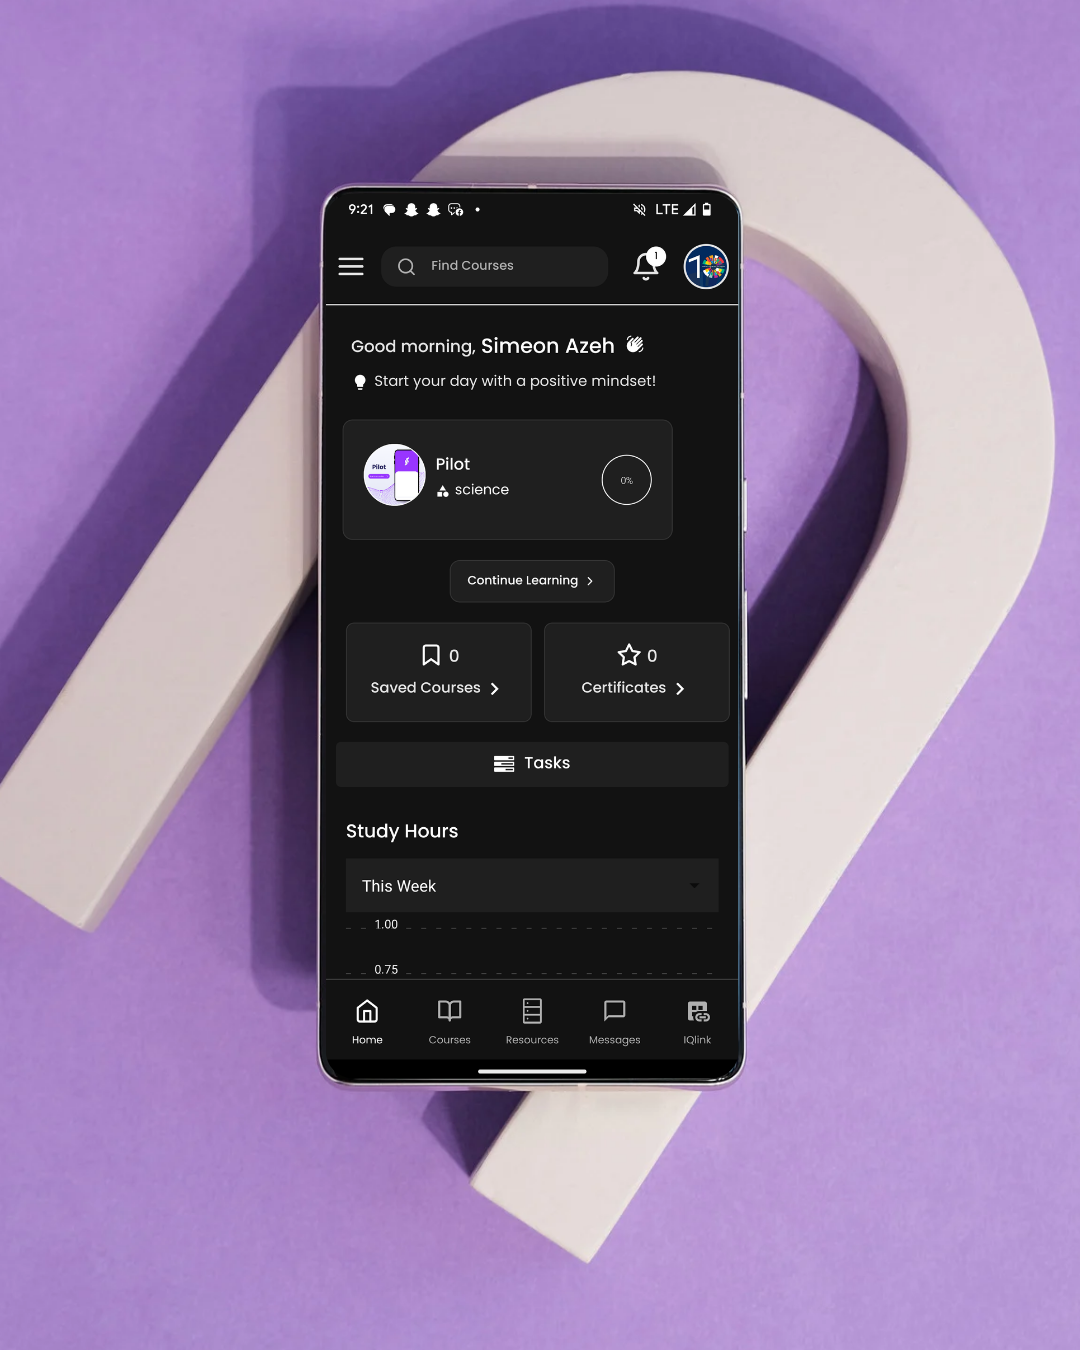 9:21
LTE
Find Courses
1
10
Good morning, Simeon Azeh
Start your day with a positive mindset!
Pilot
Pilot
science
0%
Continue Learning
0
Saved Courses
0
Certificates
Tasks
Study Hours
This Week
1.00
0.75
Home
Courses
Resources
Messages
IQlink